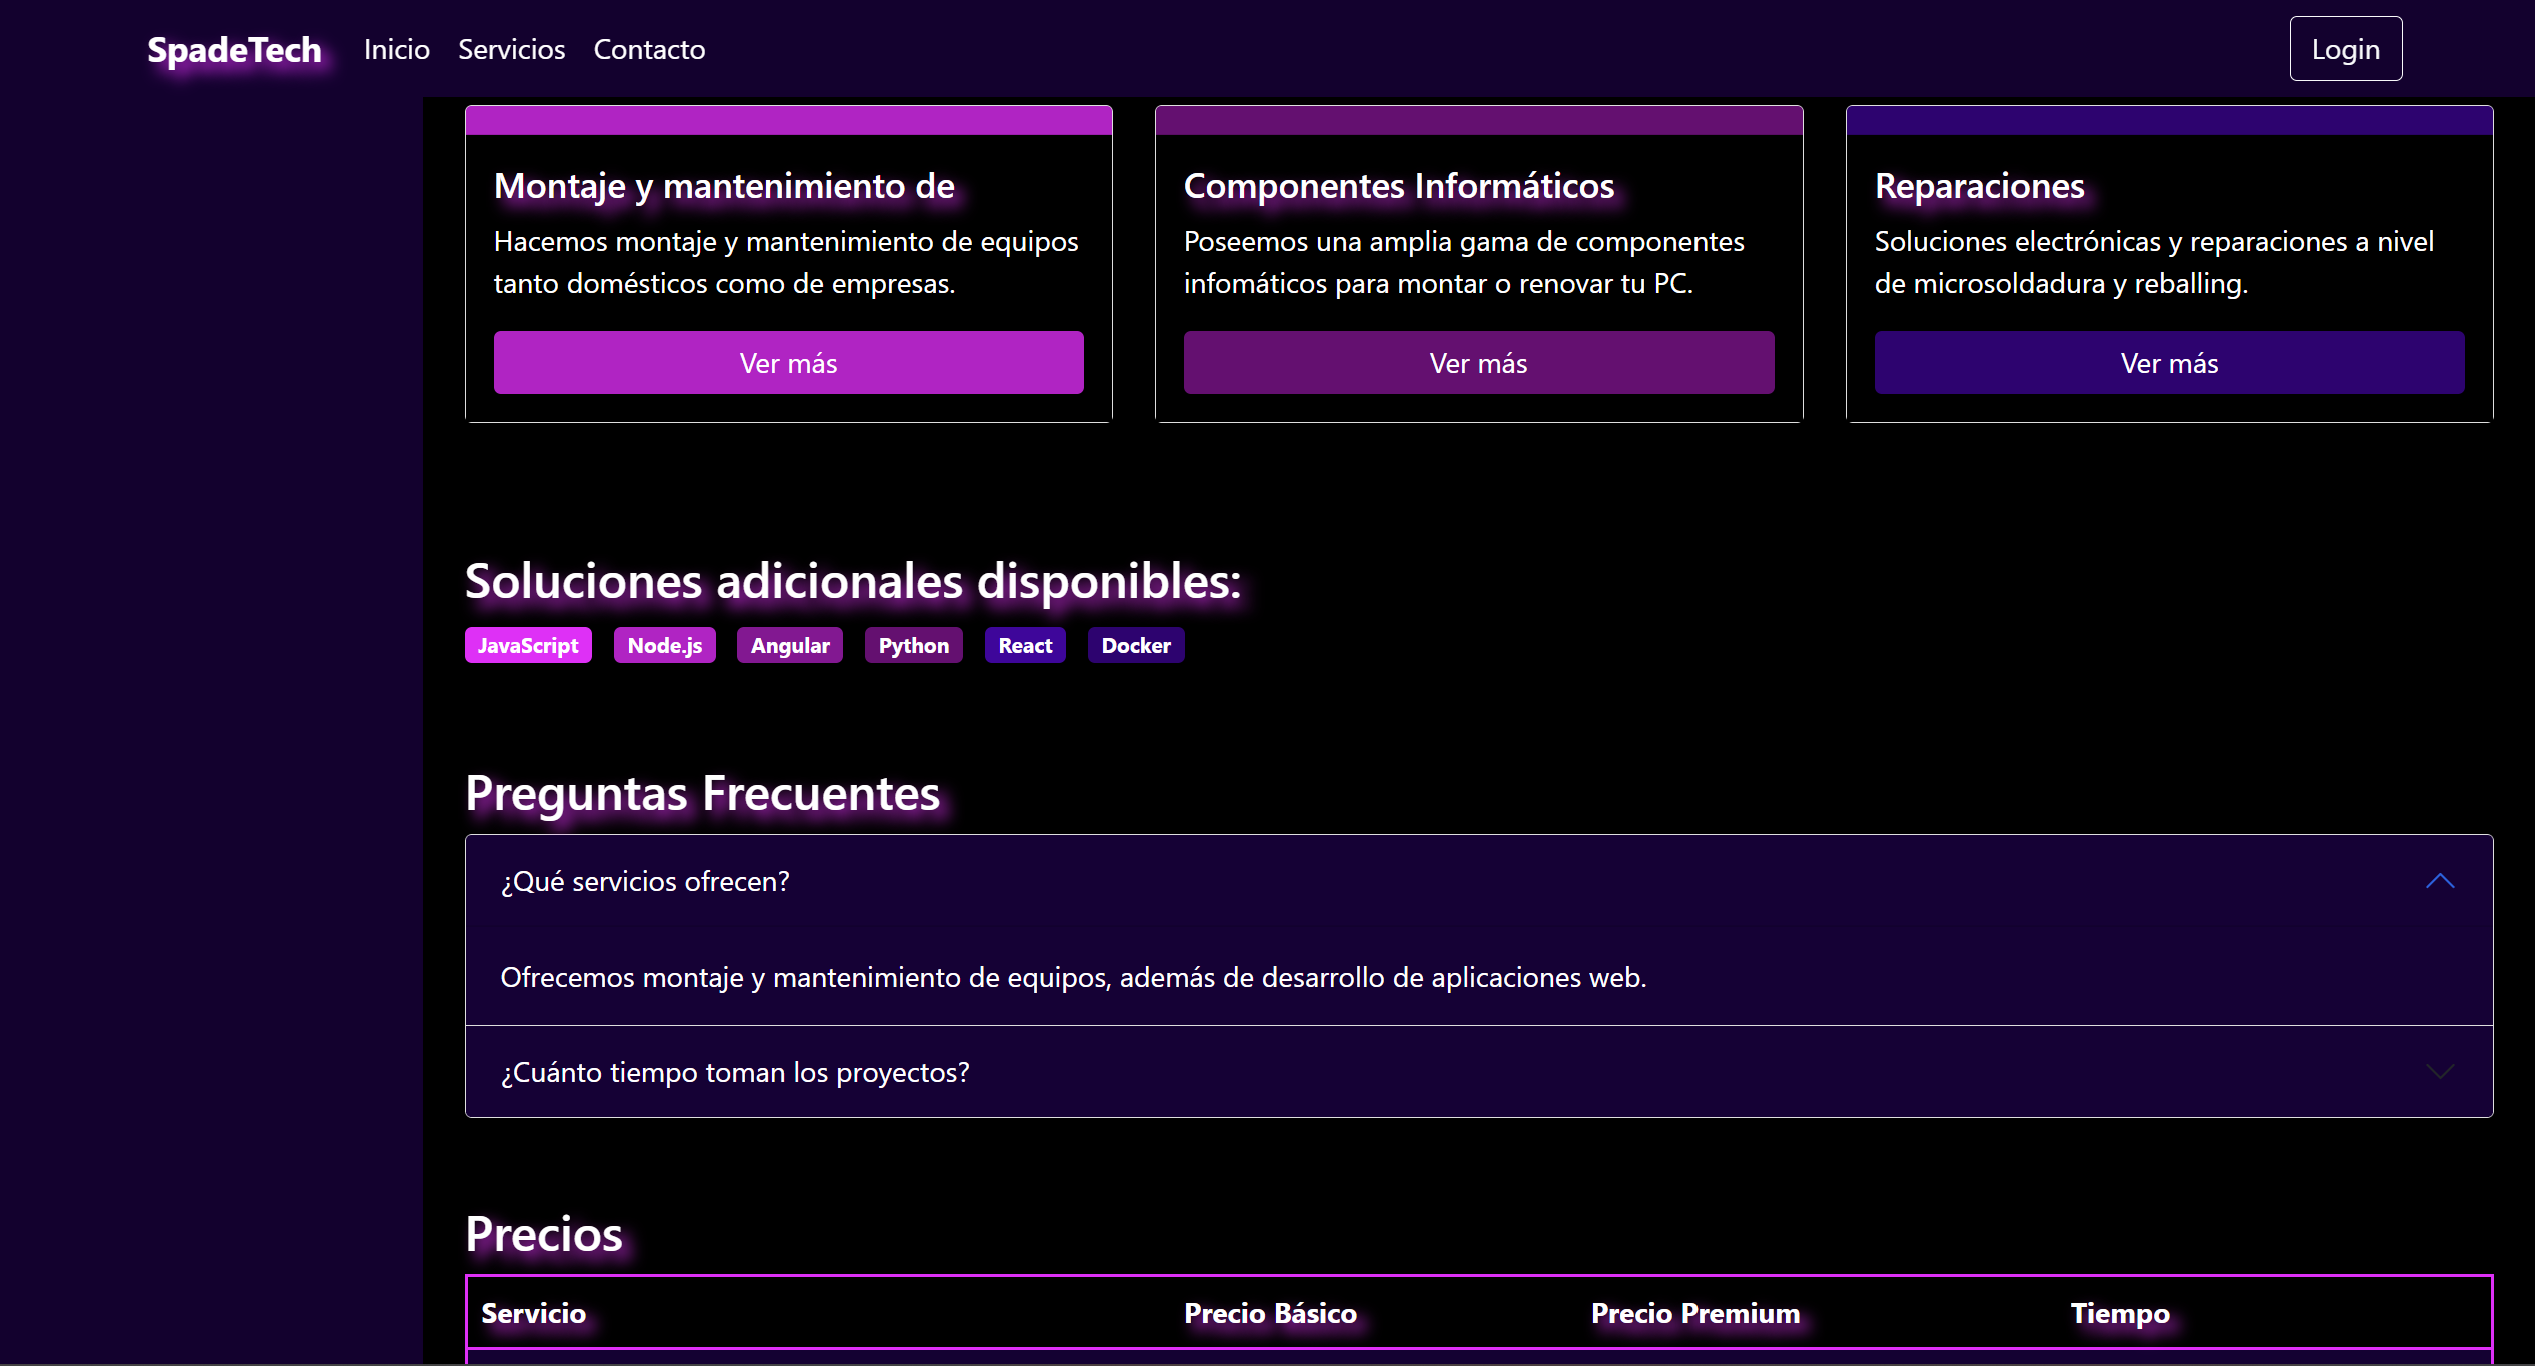 SpadeTech Inicio Servicios Contacto Login
Montaje y mantenimiento de
Hacemos montaje y mantenimiento de equipos
tanto domésticos como de empresas.
Ver más
Componentes Informáticos
Poseemos una amplia gama de componentes
infomáticos para montar o renovar tu PC.
Ver más
Reparaciones
Soluciones electrónicas y reparaciones a nivel
de microsoldadura y reballing.
Ver más
Soluciones adicionales disponibles:
JavaScript Node.js Angular Python React Docker
Preguntas Frecuentes
¿Qué servicios ofrecen?
Ofrecemos montaje y mantenimiento de equipos, además de desarrollo de aplicaciones web.
¿Cuánto tiempo toman los proyectos?
Precios
Servicio Precio Básico Precio Premium Tiempo